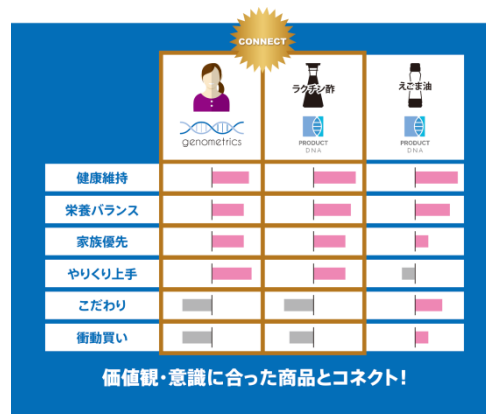 CONNECT
ラクチン酢
えごま油
genometrics
PRODUCT
DNA
PRODUCT
DNA
健康維持
栄養バランス
家族優先
やりくり上手
こだわり
衝動買い
価値観・意識に合った商品とコネクト!